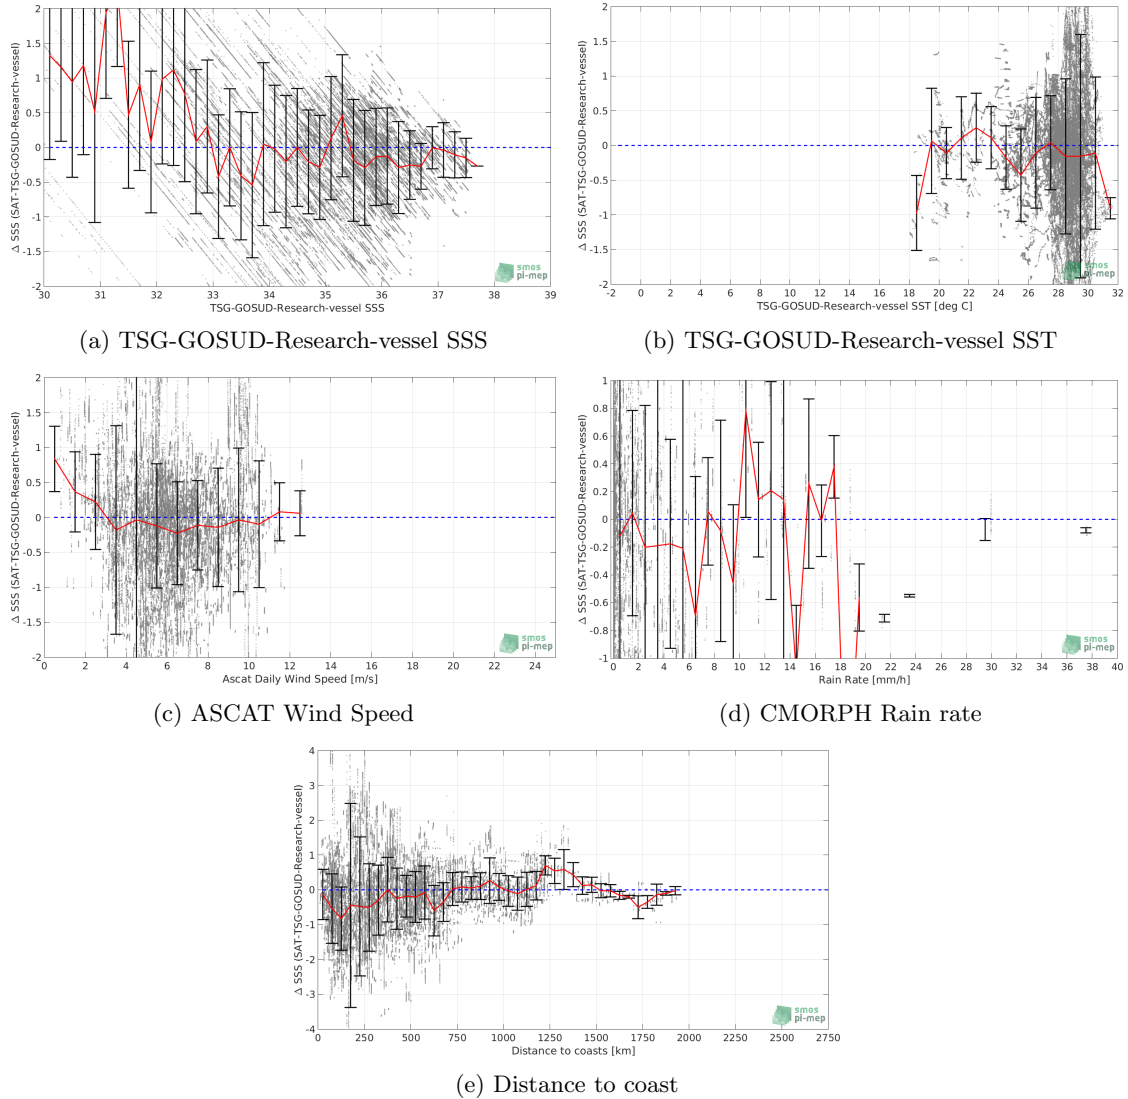 2
1.5
1
0.5
0
-0.5
-1
-1.5
-2
Δ SSS (SAT-TSG-GOSUD-Research-vessel)
30 31 32 33 34 35 36 37 38 39
TSG-GOSUD-Research-vessel SSS
smos
pi-mep
(a) TSG-GOSUD-Research-vessel SSS
2
1.5
1
0.5
0
-0.5
-1
-1.5
-2
Δ SSS (SAT-TSG-GOSUD-Research-vessel)
-2 0 2 4 6 8 10 12 14 16 18 20 22 24 26 28 30 32
TSG-GOSUD-Research-vessel SST [deg C]
smos
pi-mep
(b) TSG-GOSUD-Research-vessel SST
2
1.5
1
0.5
0
-0.5
-1
-1.5
-2
Δ SSS (SAT-TSG-GOSUD-Research-vessel)
0 2 4 6 8 10 12 14 16 18 20 22 24
Ascat Daily Wind Speed [m/s]
smos
pi-mep
(c) ASCAT Wind Speed
1
0.8
0.6
0.4
0.2
0
-0.2
-0.4
-0.6
-0.8
-1
Δ SSS (SAT-TSG-GOSUD-Research-vessel)
0 2 4 6 8 10 12 14 16 18 20 22 24 26 28 30 32 34 36 38 40
Rain Rate [mm/h]
smos
pi-mep
(d) CMORPH Rain rate
4
3
2
1
0
-1
-2
-3
-4
Δ SSS (SAT-TSG-GOSUD-Research-vessel)
0 250 500 750 1000 1250 1500 1750 2000 2250 2500 2750
Distance to coasts [km]
smos
pi-mep
(e) Distance to coast